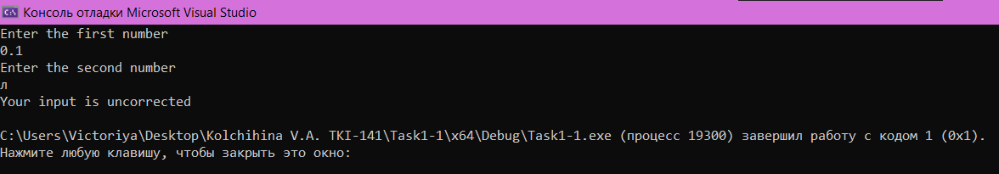 Консоль отладки Microsoft Visual Studio
Enter the first number
0.1
Enter the second number
л
Your input is uncorrected
C:\Users\Victoriya\Desktop\Kolchihina V.A. TKI-141\Task1-1\x64\Debug\Task1-1.exe (процесс 19300) завершил работу с кодом 1 (0x1).
Нажмите любую клавишу, чтобы закрыть это окно: